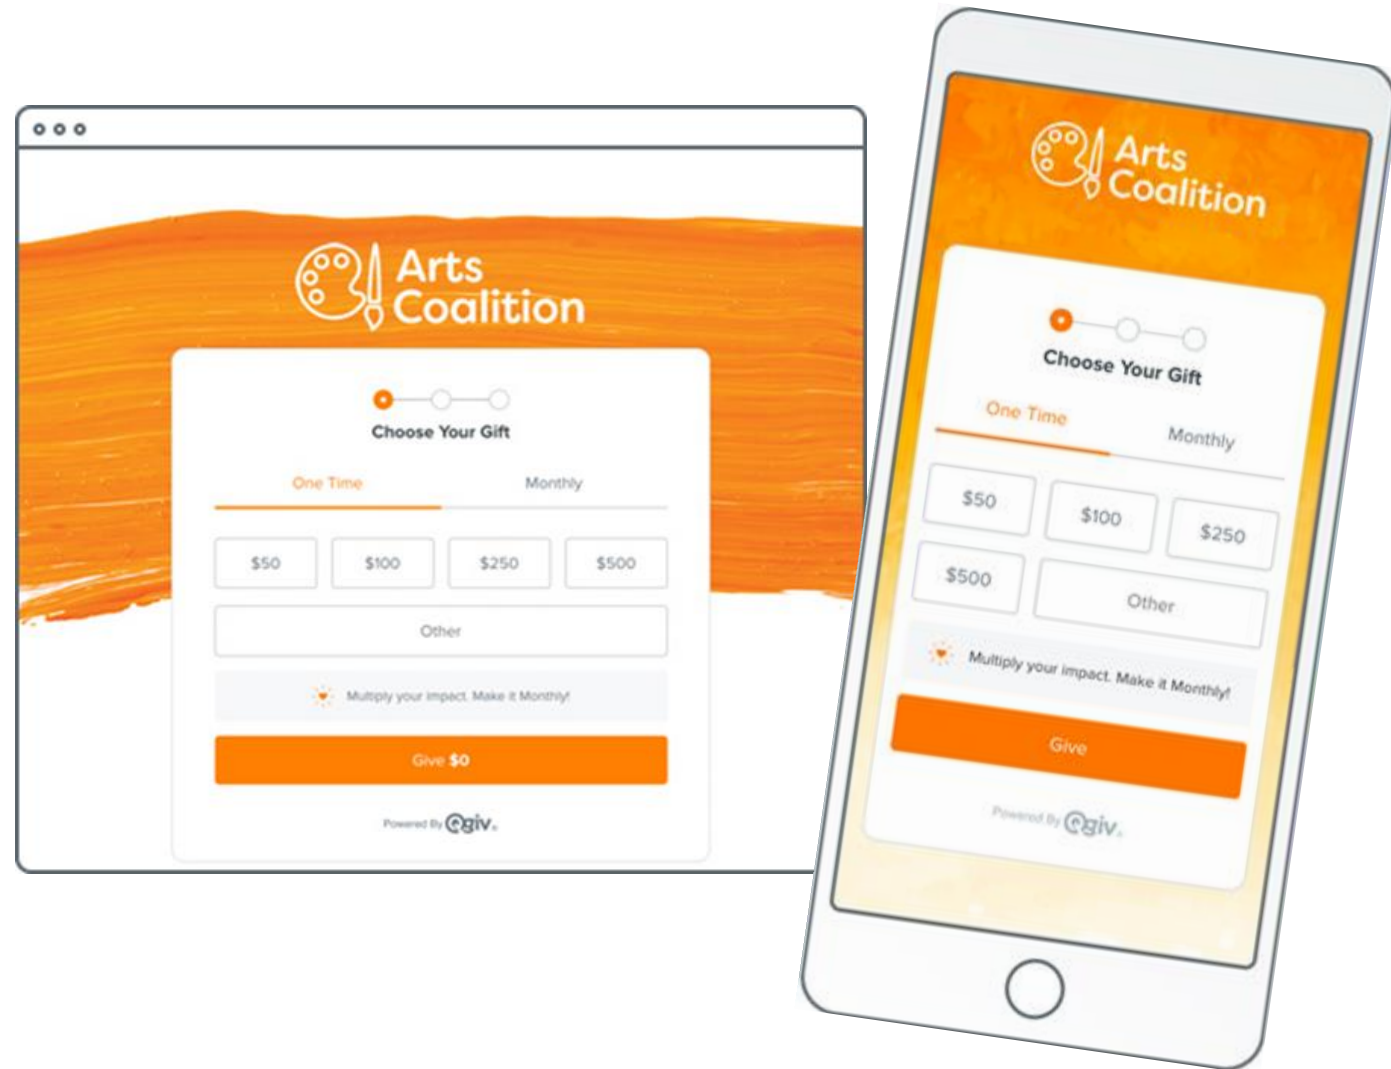 Arts
Coalition
Choose Your Gift
One Time Monthly
$50 $100 $250 $500
Other
Multiply your impact. Make it Monthly!
Give $0
Powered By Qgiv.
Arts
Coalition
Choose Your Gift
One Time Monthly
$50 $100 $250
$500 Other
Multiply your impact. Make it Monthly!
Give
Powered By Qgiv.